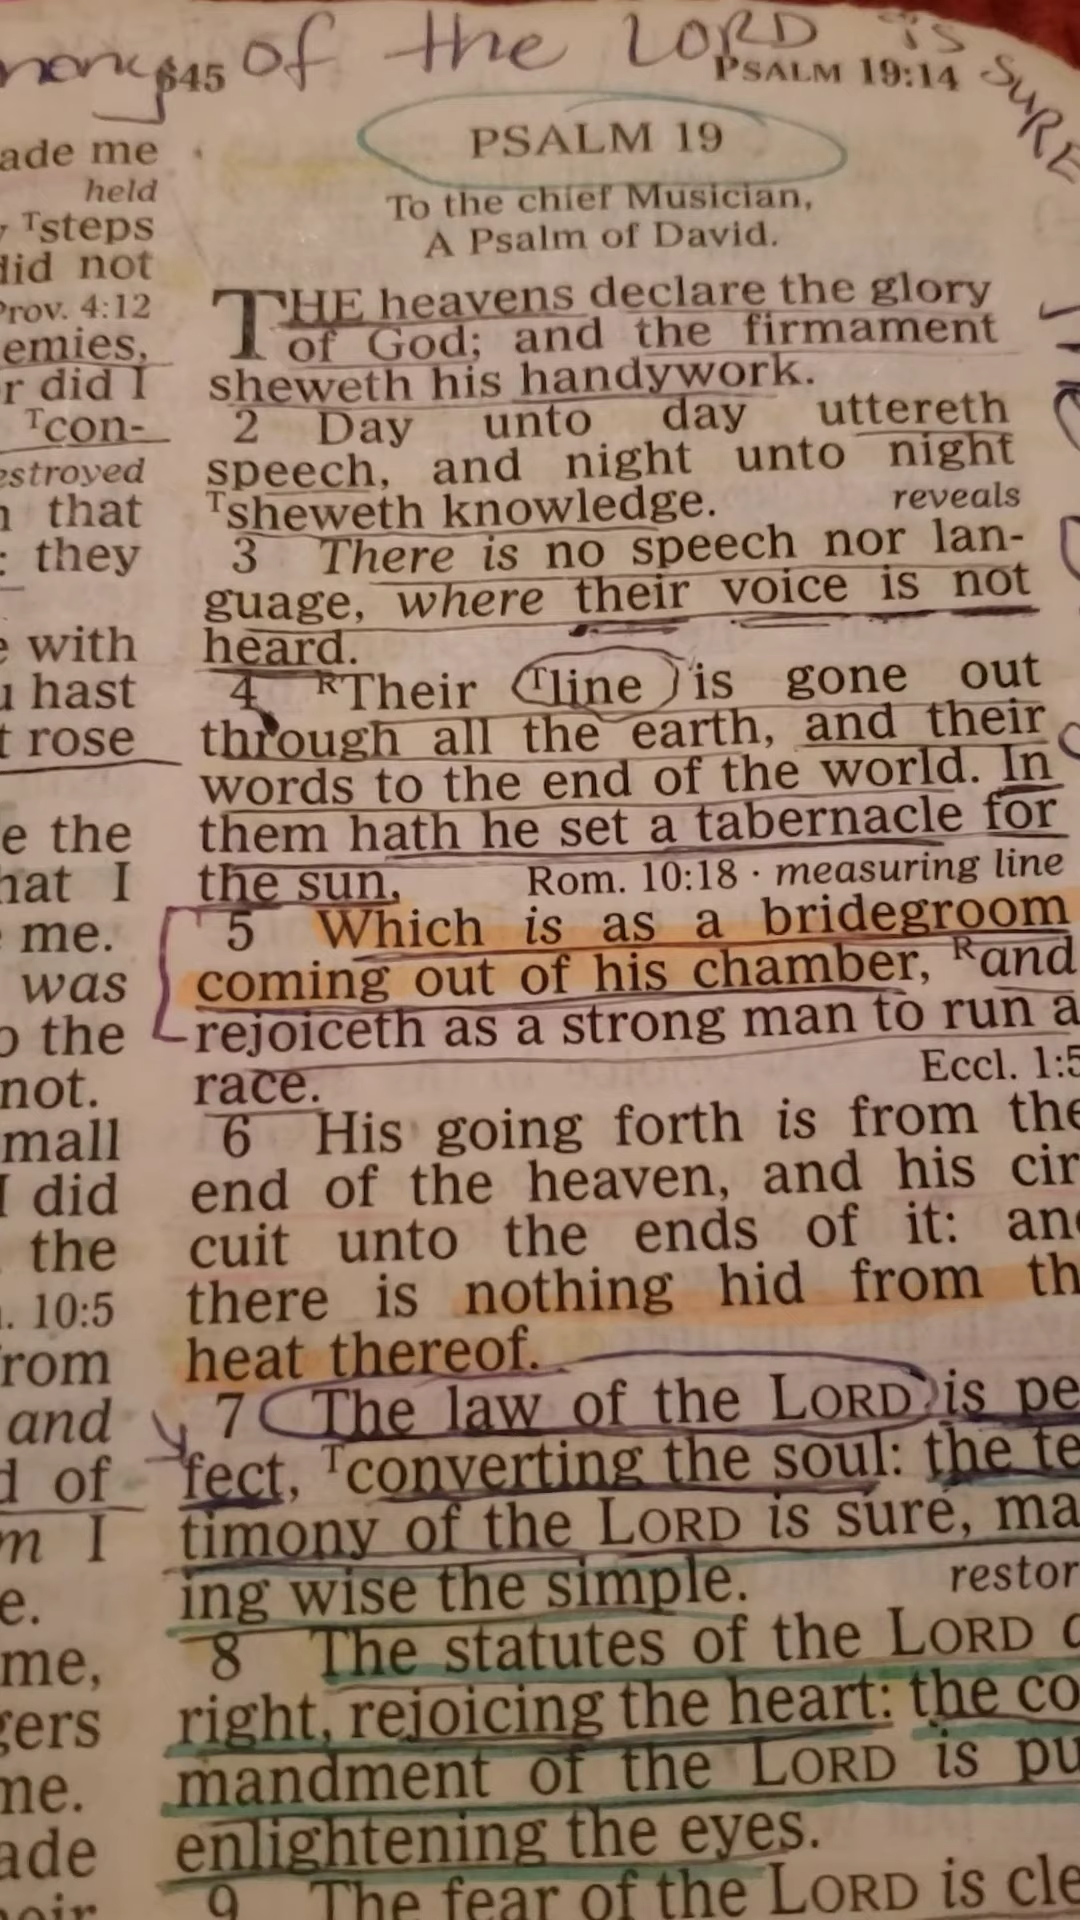 of the LORD is SURE
645 PSALM 19:14
ade me
held
steps
did not
Prov. 4:12
emies,
r did I
Tcon-
estroyed
that
they
with
hast
rose
e the
hat I
me.
was
o the
not.
mall
I did
the
10:5
from
and
d of
m I
e.
me,
gers
me.
ade
PSALM 19
To the chief Musician,
A Psalm of David.
THE heavens declare the glory
of God; and the firmament
sheweth his handywork.
2 Day unto day uttereth
speech, and night unto night
Tsheweth knowledge. reveals
3 There is no speech nor lan-
guage, where their voice is not
heard.
4 RTheir Tline is gone out
through all the earth, and their
words to the end of the world. In
them hath he set a tabernacle for
the sun, Rom. 10:18 · measuring line
5 Which is as a bridegroom
coming out of his chamber, Rand
rejoiceth as a strong man to run a
race. Eccl. 1:5
6 His going forth is from the
end of the heaven, and his cir
cuit unto the ends of it: and
there is nothing hid from th
heat thereof.
7 The law of the LORD is pe
fect, Tconverting the soul: the te
timony of the LORD is sure, ma
ing wise the simple. restor
8 The statutes of the LORD
right, rejoicing the heart: the co
mandment of the LORD is pu
enlightening the eyes.
9 The fear of the LORD is cle